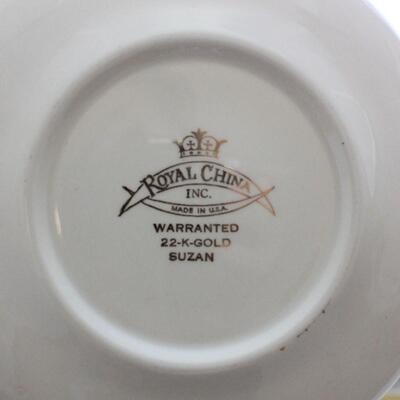 ROYAL CHINA
INC.
MADE IN U.S.A.
WARRANTED
22-K-GOLD
SUZAN